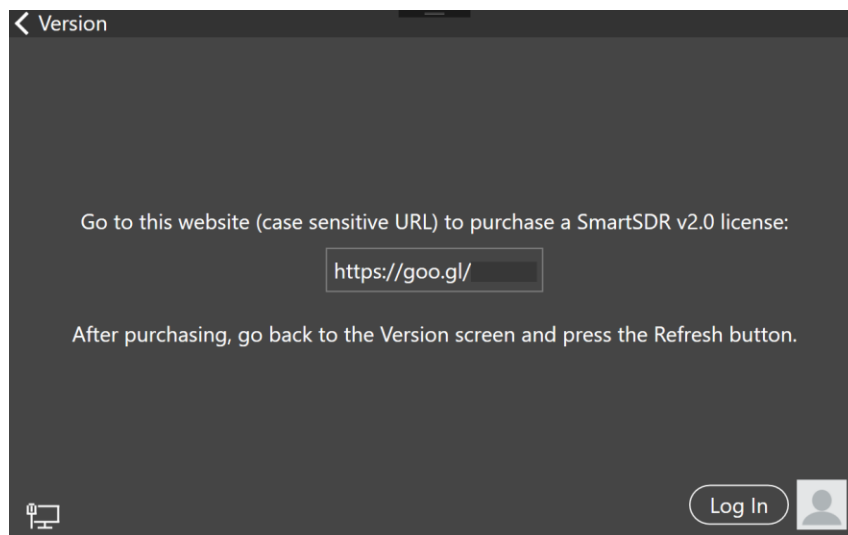 Version
Go to this website (case sensitive URL) to purchase a SmartSDR v2.0 license:
https://goo.gl/
After purchasing, go back to the Version screen and press the Refresh button.
Log In